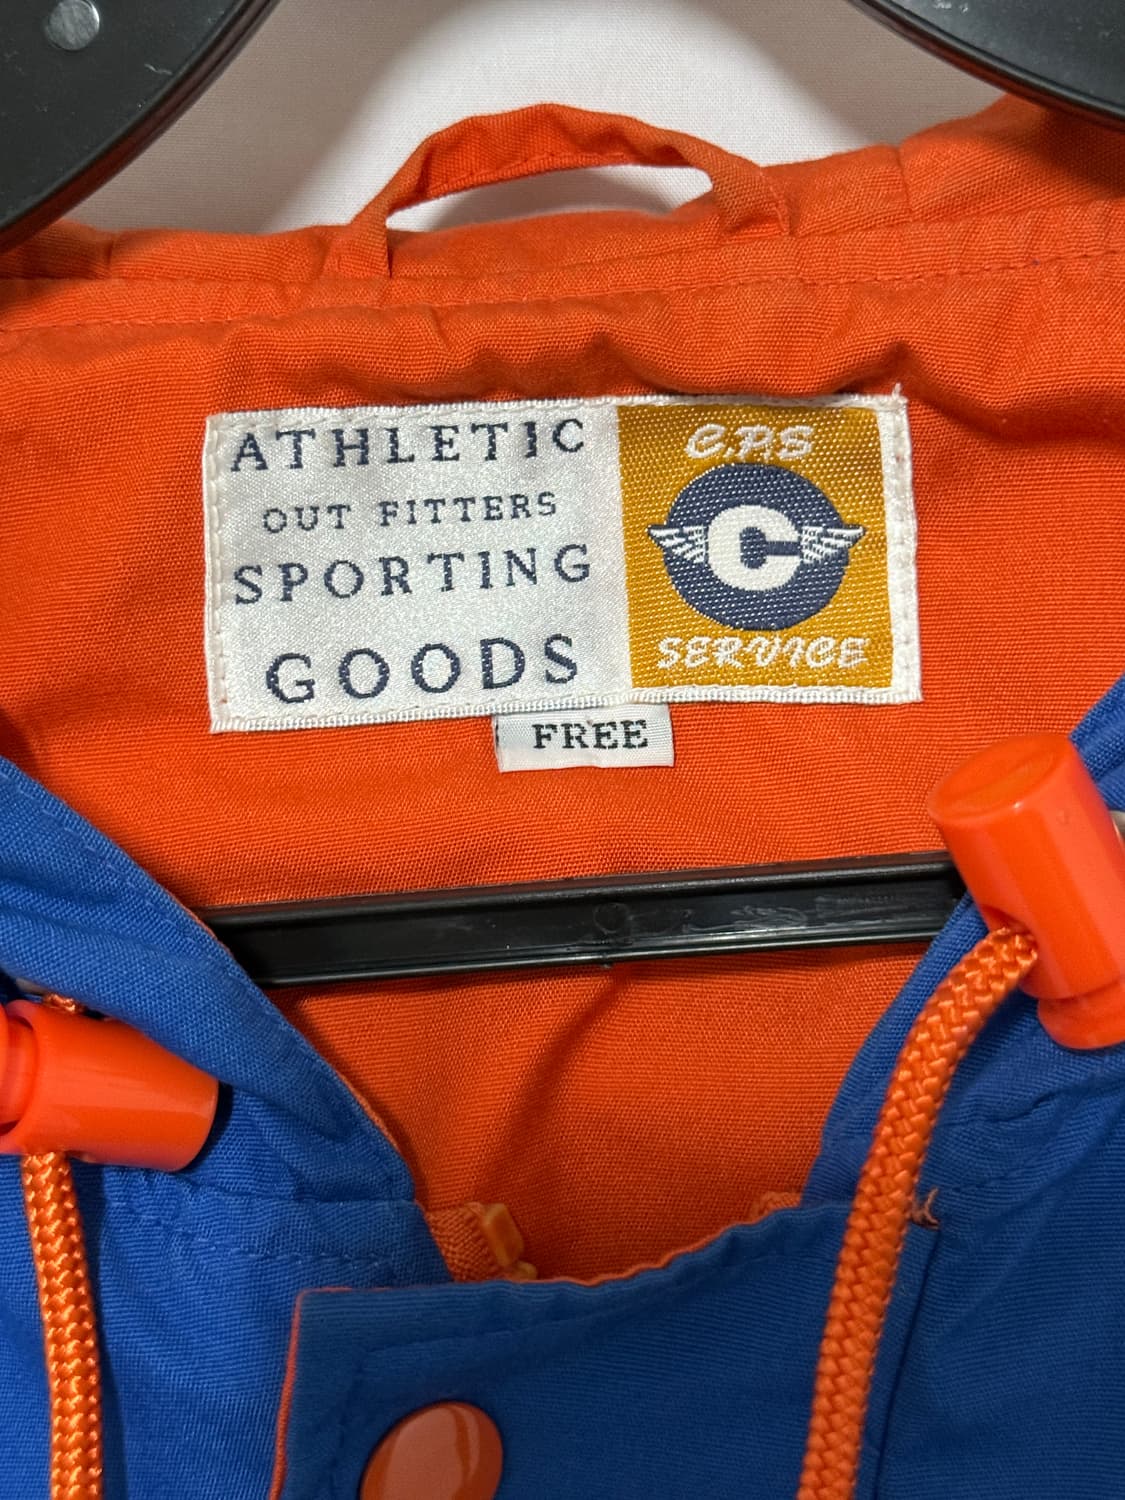 ATHLETIC
OUT FITTERS
SPORTING
GOODS
C.P.S
C
SERVICE
FREE